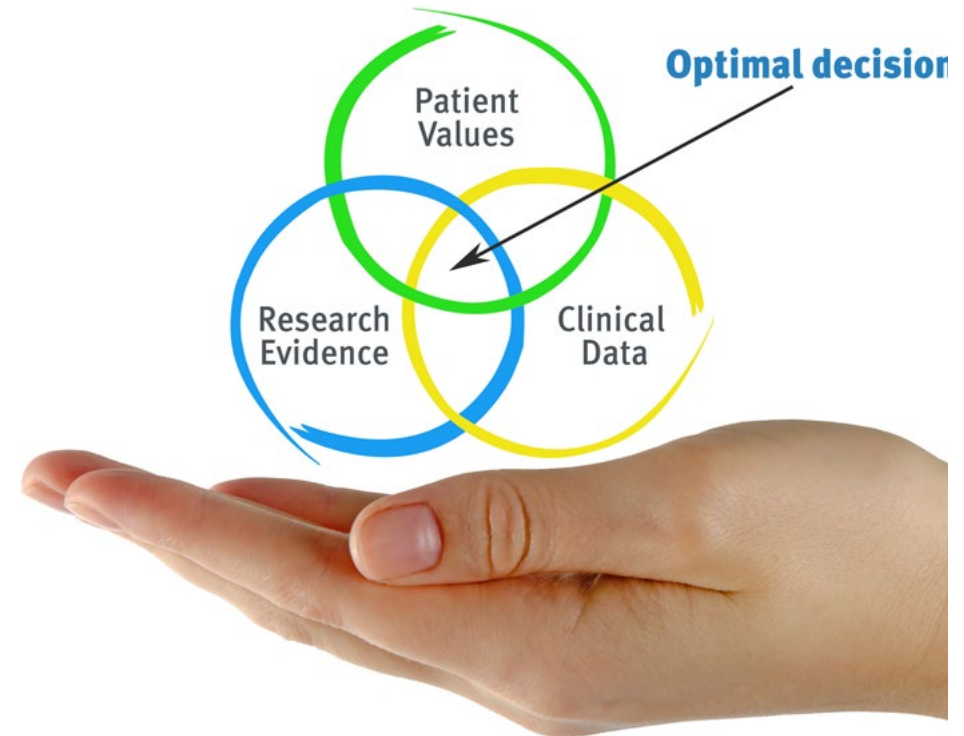 Optimal decision
Patient
Values
Research
Evidence
Clinical
Data